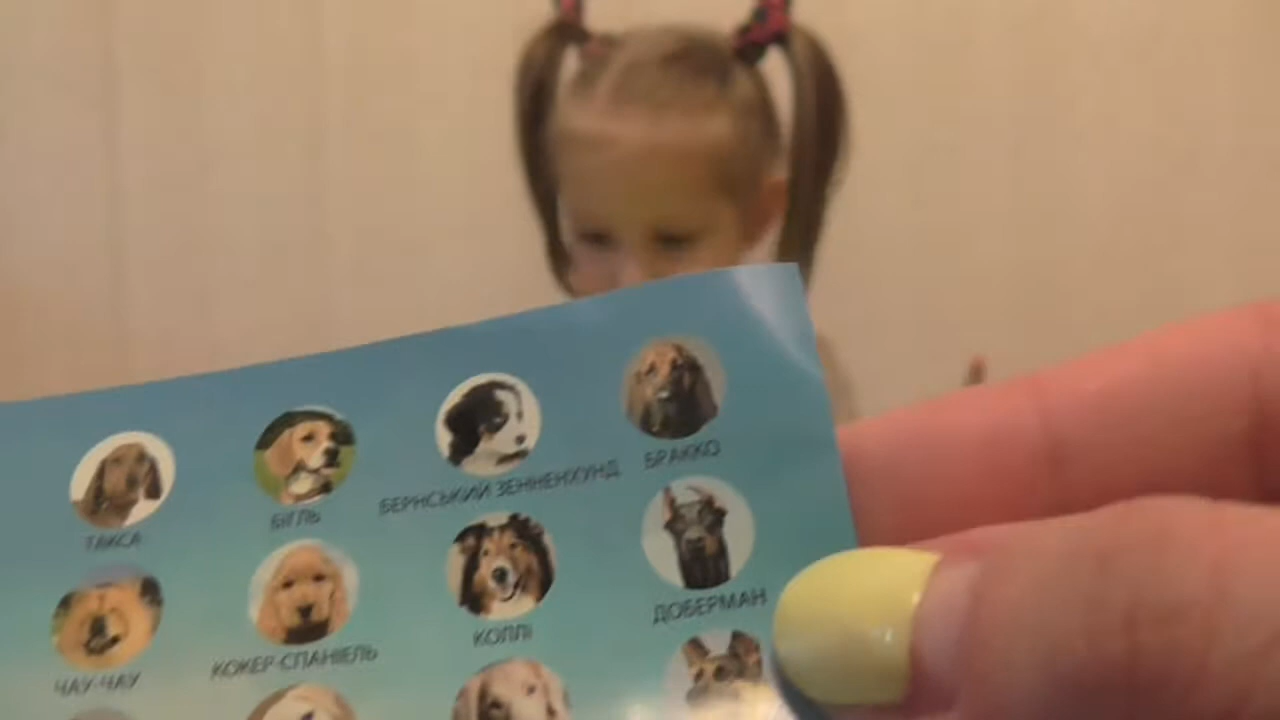 ТАКСА
БІГЛЬ
БЕРНСЬКИЙ ЗЕННЕНХУНД
БРАККО
ЧАУ-ЧАУ
КОКЕР-СПАНІЕЛЬ
КОЛЛІ
ДОБЕРМАН